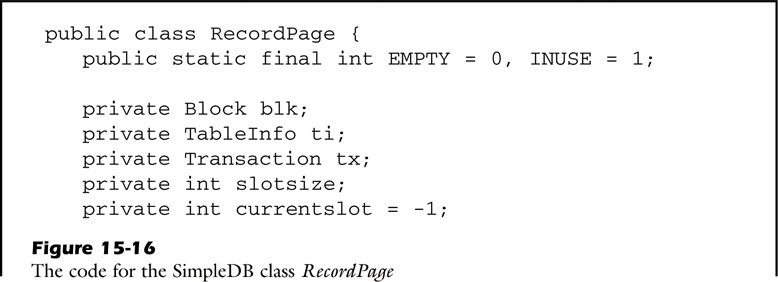 public class RecordPage {
public static final int EMPTY = 0, INUSE = 1;
private Block blk;
private TableInfo ti;
private Transaction tx;
private int slotsize;
private int currentslot = -1;
Figure 15-16
The code for the SimpleDB class RecordPage